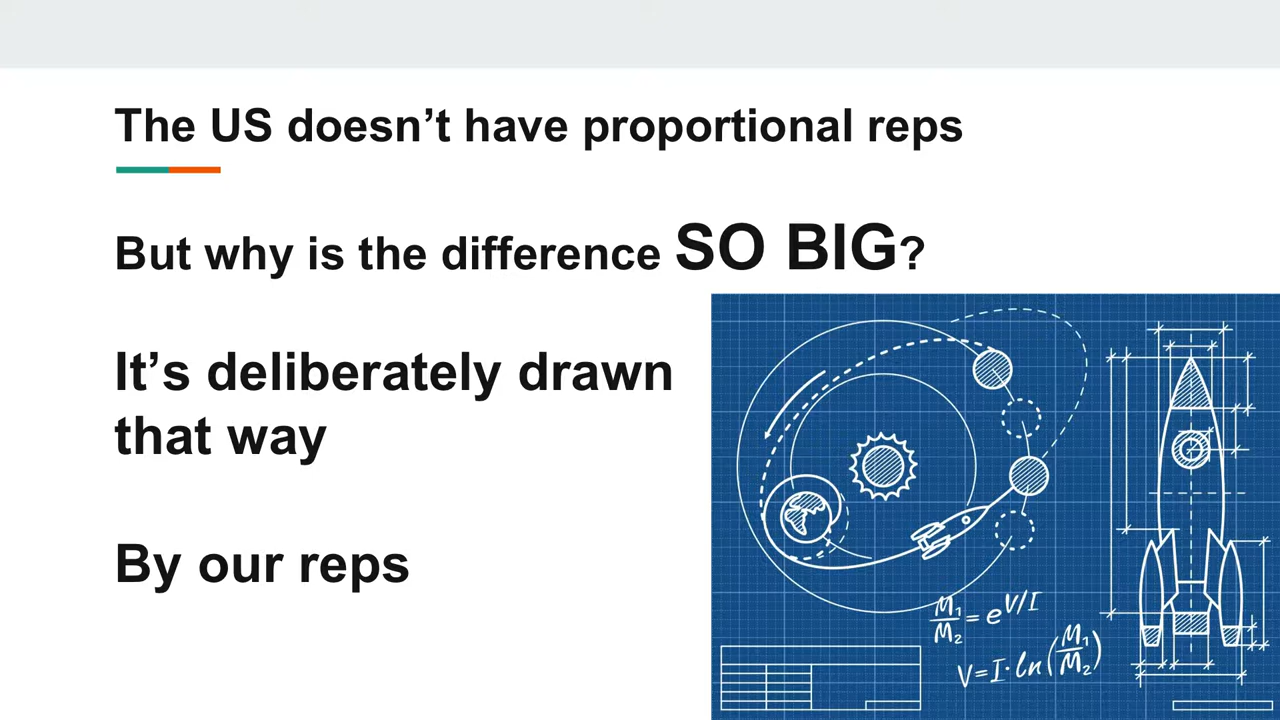 The US doesn’t have proportional reps
But why is the difference SO BIG?
It’s deliberately drawn
that way
By our reps
M₁/M₂ = e^V/I
V = I · ln(M₁/M₂)